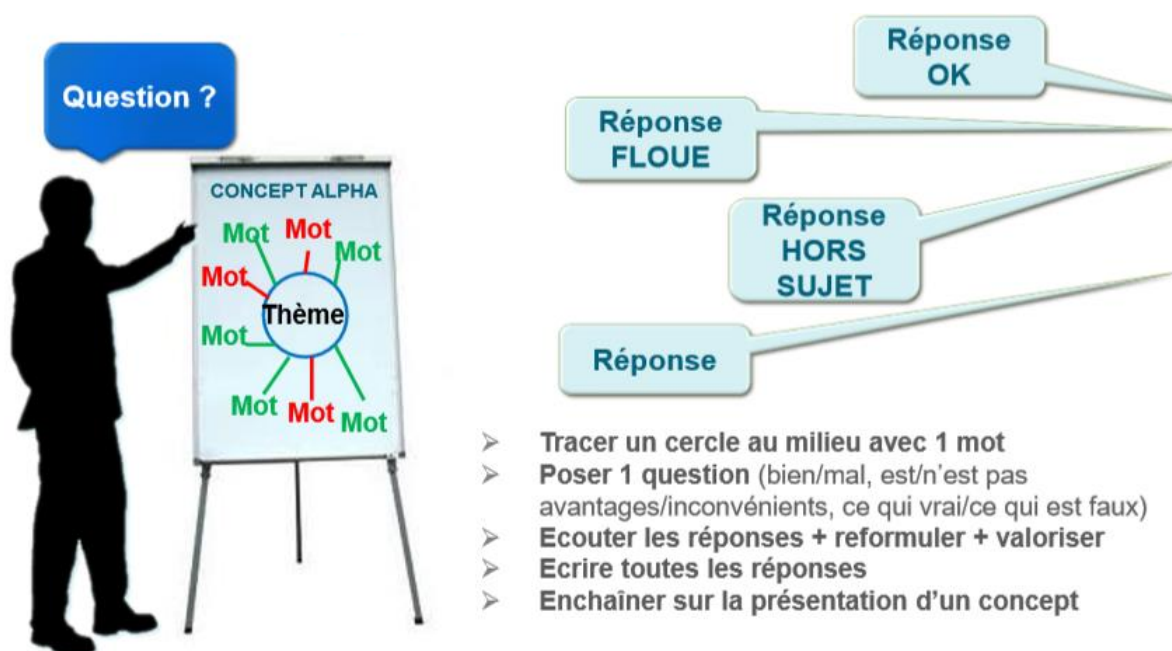 Question ?
CONCEPT ALPHA
Mot
Mot
Mot
Mot
Thème
Mot
Mot
Mot
Mot
Réponse
OK
Réponse
FLOUE
Réponse
HORS
SUJET
Réponse
➢ Tracer un cercle au milieu avec 1 mot
➢ Poser 1 question (bien/mal, est/n’est pas
avantages/inconvénients, ce qui vrai/ce qui est faux)
➢ Ecouter les réponses + reformuler + valoriser
➢ Ecrire toutes les réponses
➢ Enchaîner sur la présentation d’un concept